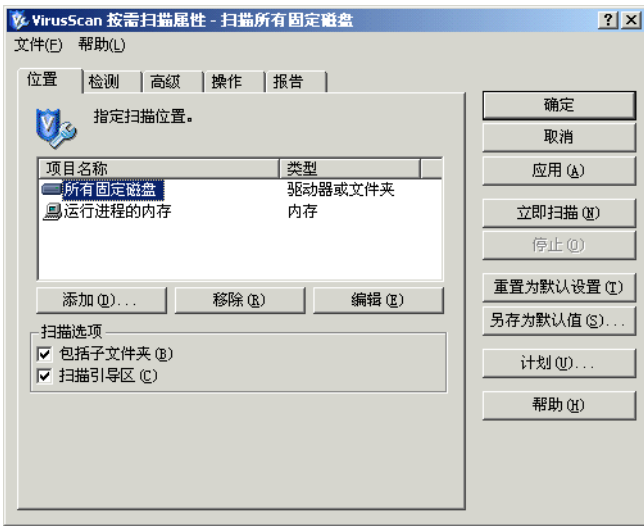 VirusScan 按需扫描属性 - 扫描所有固定磁盘
文件(F) 帮助(L)
位置 检测 高级 操作 报告
指定扫描位置。
项目名称 类型
所有固定磁盘 驱动器或文件夹
运行进程的内存 内存
添加(D)... 移除(R) 编辑(E)
扫描选项
包括子文件夹(B)
扫描引导区(C)
确定
取消
应用(A)
立即扫描(N)
停止(O)
重置为默认设置(T)
另存为默认值(S)...
计划(U)...
帮助(H)